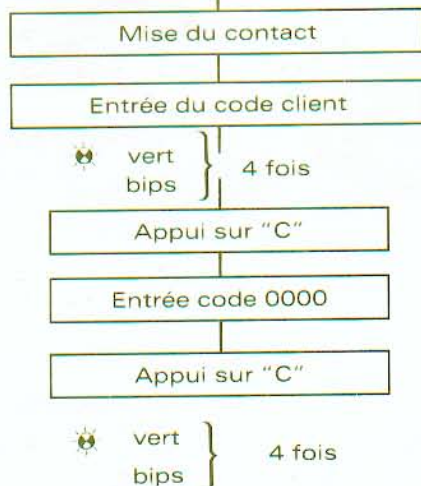 Mise du contact
Entrée du code client
vert
bips
4 fois
Appui sur "C"
Entrée code 0000
Appui sur "C"
vert
bips
4 fois